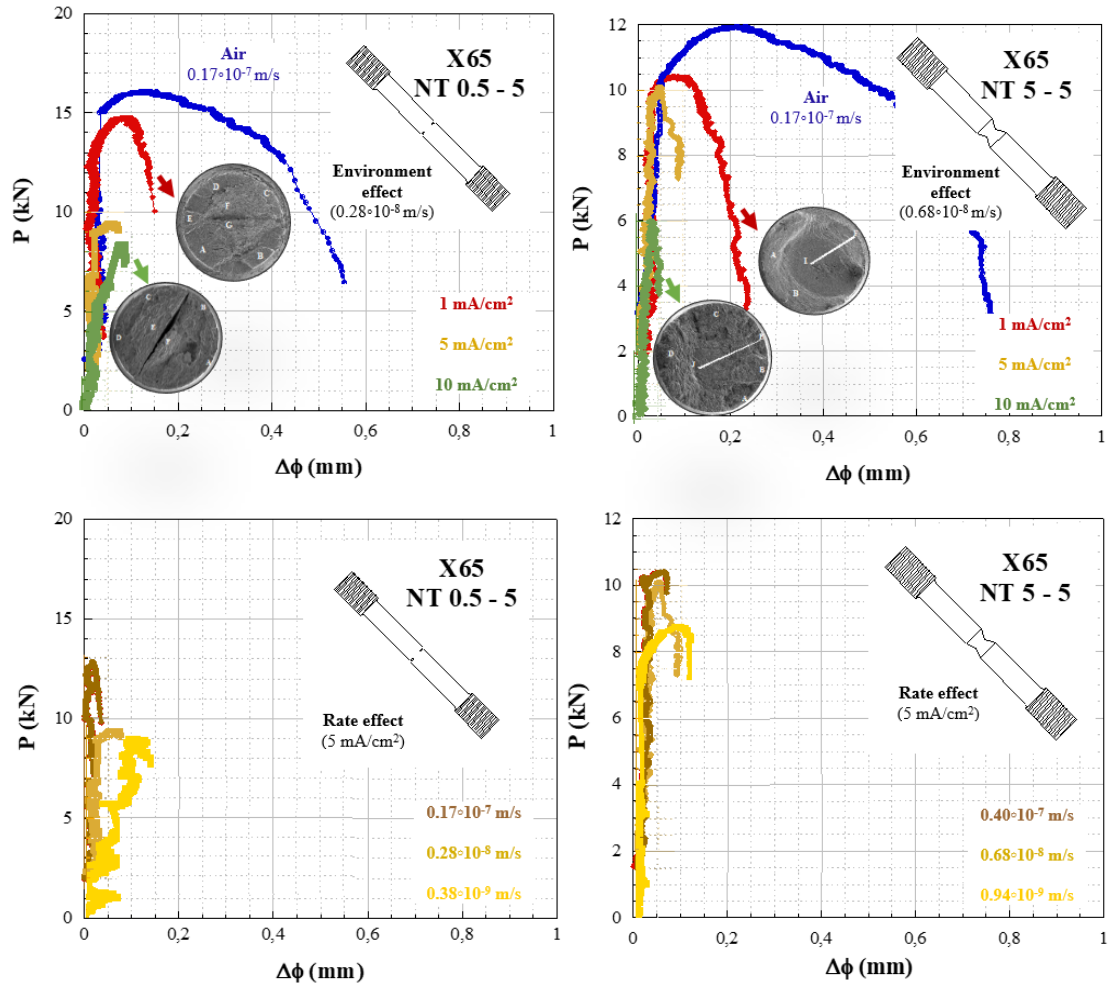 20
15
10
5
0
P (kN)
Air
0.17∘10-7 m/s
X65
NT 0.5 - 5
Environment
effect
(0.28∘10-8 m/s)
D
C
F
E
G
A
B
C
B
D
E
F
1 mA/cm2
5 mA/cm2
10 mA/cm2
0
0,2
0,4
0,6
0,8
1
Δϕ (mm)
12
10
8
6
4
2
0
P (kN)
X65
NT 5 - 5
Air
0.17∘10-7 m/s
Environment
effect
(0.68∘10-8 m/s)
A
B
C
D
B
1 mA/cm2
5 mA/cm2
10 mA/cm2
0
0,2
0,4
0,6
0,8
1
Δϕ (mm)
20
15
10
5
0
P (kN)
X65
NT 0.5 - 5
Rate effect
(5 mA/cm2)
0.17∘10-7 m/s
0.28∘10-8 m/s
0.38∘10-9 m/s
0
0,2
0,4
0,6
0,8
1
Δϕ (mm)
12
10
8
6
4
2
0
P (kN)
X65
NT 5 - 5
Rate effect
(5 mA/cm2)
0.40∘10-7 m/s
0.68∘10-8 m/s
0.94∘10-9 m/s
0
0,2
0,4
0,6
0,8
1
Δϕ (mm)